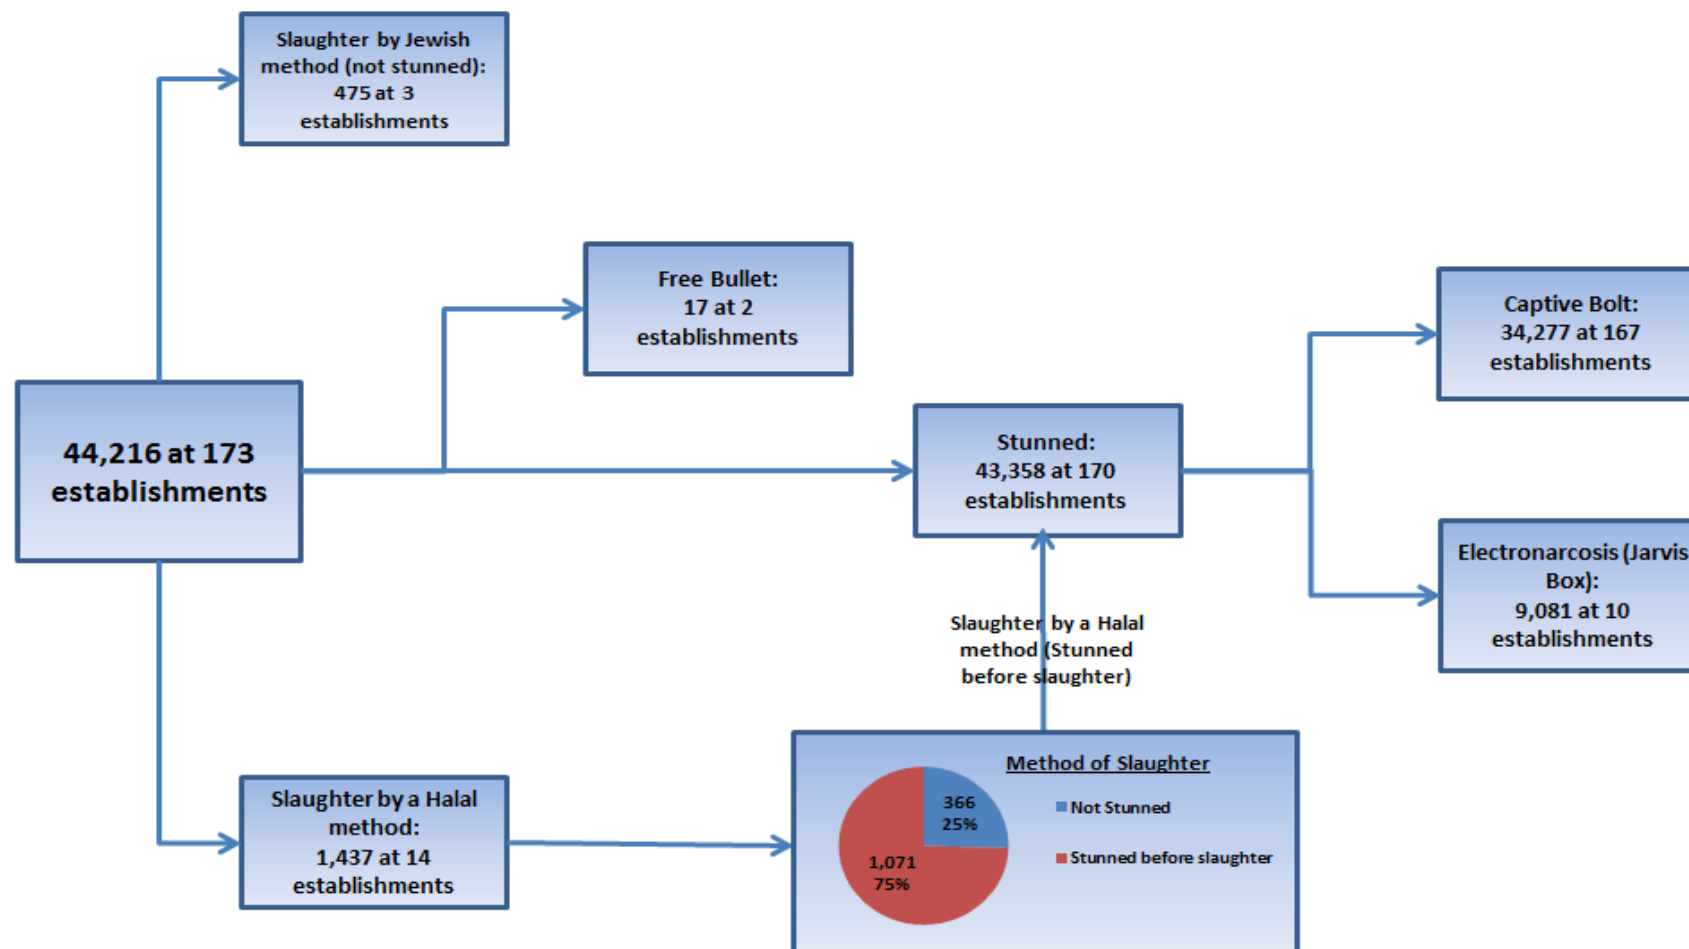 Slaughter by Jewish
method (not stunned):
475 at 3
establishments
Free Bullet:
17 at 2
establishments
Captive Bolt:
34,277 at 167
establishments
44,216 at 173
establishments
Stunned:
43,358 at 170
establishments
Electronarcosis (Jarvis
Box):
9,081 at 10
establishments
Slaughter by a Halal
method (Stunned
before slaughter)
Slaughter by a Halal
method:
1,437 at 14
establishments
Method of Slaughter
366
25%
Not Stunned
1,071
75%
Stunned before slaughter